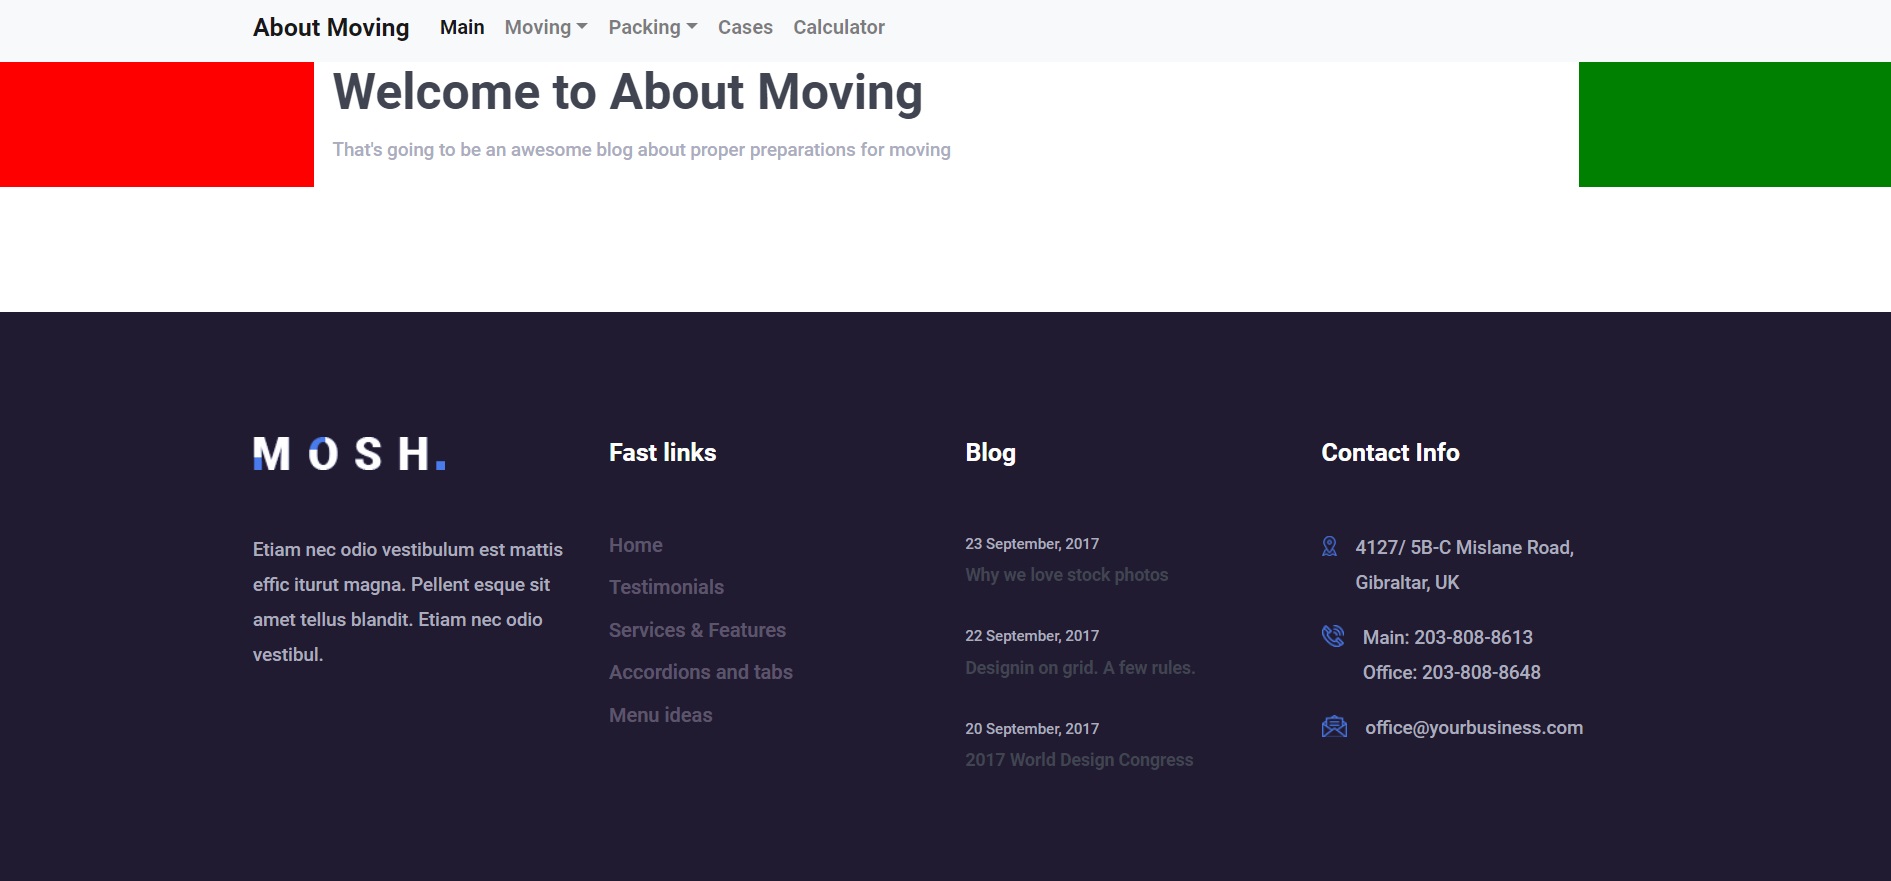 About Moving Main Moving Packing Cases Calculator
Welcome to About Moving
That's going to be an awesome blog about proper preparations for moving
MOSH.
Etiam nec odio vestibulum est mattis
effic iturut magna. Pellent esque sit
amet tellus blandit. Etiam nec odio
vestibul.
Fast links
Home
Testimonials
Services & Features
Accordions and tabs
Menu ideas
Blog
23 September, 2017
Why we love stock photos
22 September, 2017
Designin on grid. A few rules.
20 September, 2017
2017 World Design Congress
Contact Info
4127/ 5B-C Mislane Road,
Gibraltar, UK
Main: 203-808-8613
Office: 203-808-8648
office@yourbusiness.com